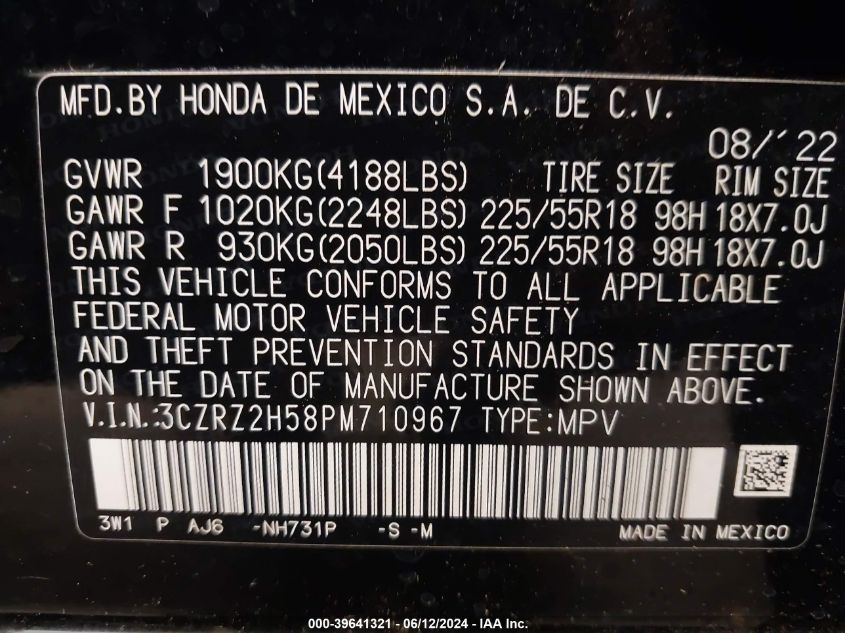 MFD.BY HONDA DE MEXICO S.A. DE C.V.
08/'22
GVWR 1900KG(4188LBS) TIRE SIZE RIM SIZE
GAWR F 1020KG(2248LBS) 225/55R18 98H 18X7.0J
GAWR R 930KG(2050LBS) 225/55R18 98H 18X7.0J
THIS VEHICLE CONFORMS TO ALL APPLICABLE
FEDERAL MOTOR VEHICLE SAFETY
AND THEFT PREVENTION STANDARDS IN EFFECT
ON THE DATE OF MANUFACTURE SHOWN ABOVE.
V.I.N.:3CZRZ2H58PM710967 TYPE:MPV
3W1 P AJ6 -NH731P -S -M MADE IN MEXICO
000-39641321 - 06/12/2024 - IAA Inc.